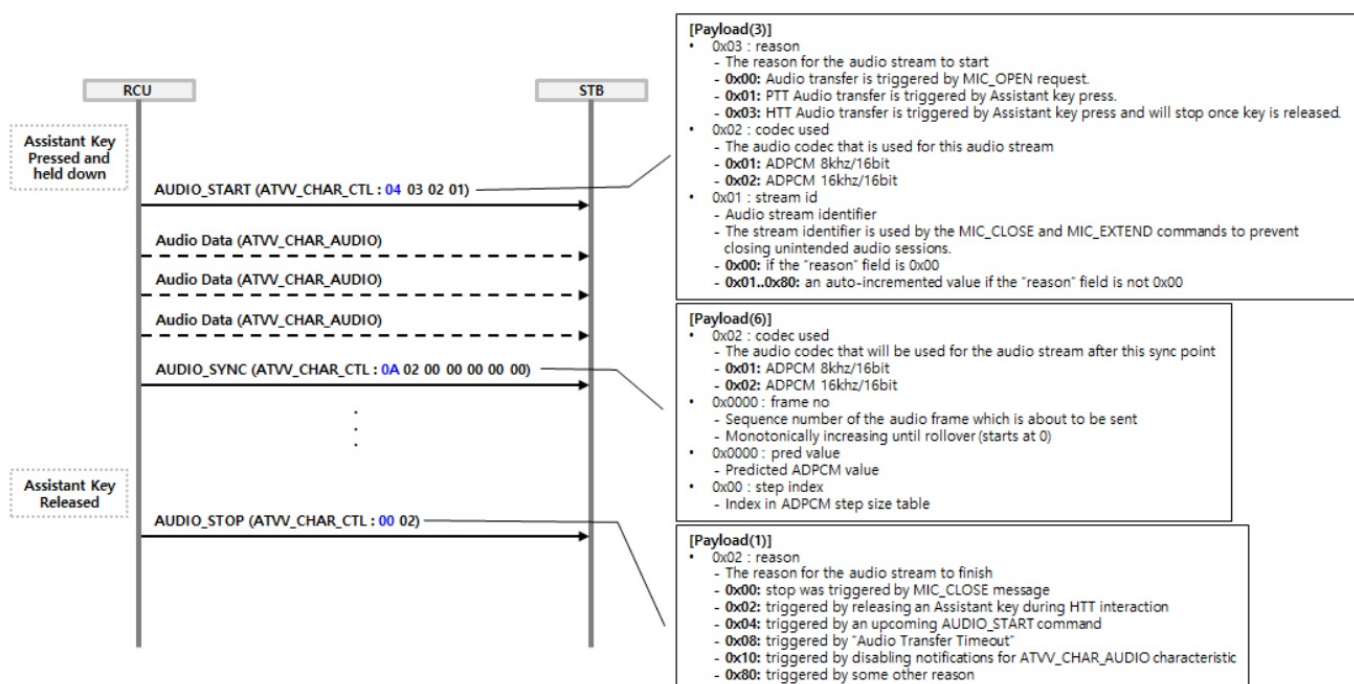 RCU
STB
Assistant Key
Pressed and
held down
AUDIO_START (ATVV_CHAR_CTL : 04 03 02 01)
Audio Data (ATVV_CHAR_AUDIO)
Audio Data (ATVV_CHAR_AUDIO)
Audio Data (ATVV_CHAR_AUDIO)
AUDIO_SYNC (ATVV_CHAR_CTL : 0A 02 00 00 00 00 00)
.
.
.
Assistant Key
Released
AUDIO_STOP (ATVV_CHAR_CTL : 00 02)
[Payload(3)]
• 0x03 : reason
- The reason for the audio stream to start
- 0x00: Audio transfer is triggered by MIC_OPEN request.
- 0x01: PTT Audio transfer is triggered by Assistant key press.
- 0x03: HTT Audio transfer is triggered by Assistant key press and will stop once key is released.
• 0x02 : codec used
- The audio codec that is used for this audio stream
- 0x01: ADPCM 8khz/16bit
- 0x02: ADPCM 16khz/16bit
• 0x01 : stream id
- Audio stream identifier
- The stream identifier is used by the MIC_CLOSE and MIC_EXTEND commands to prevent
closing unintended audio sessions.
- 0x00: if the "reason" field is 0x00
- 0x01..0x80: an auto-incremented value if the "reason" field is not 0x00
[Payload(6)]
• 0x02 : codec used
- The audio codec that will be used for the audio stream after this sync point
- 0x01: ADPCM 8khz/16bit
- 0x02: ADPCM 16khz/16bit
• 0x0000 : frame no
- Sequence number of the audio frame which is about to be sent
- Monotonically increasing until rollover (starts at 0)
• 0x0000 : pred value
- Predicted ADPCM value
• 0x00 : step index
- Index in ADPCM step size table
[Payload(1)]
• 0x02 : reason
- The reason for the audio stream to finish
- 0x00: stop was triggered by MIC_CLOSE message
- 0x02: triggered by releasing an Assistant key during HTT interaction
- 0x04: triggered by an upcoming AUDIO_START command
- 0x08: triggered by "Audio Transfer Timeout"
- 0x10: triggered by disabling notifications for ATVV_CHAR_AUDIO characteristic
- 0x80: triggered by some other reason